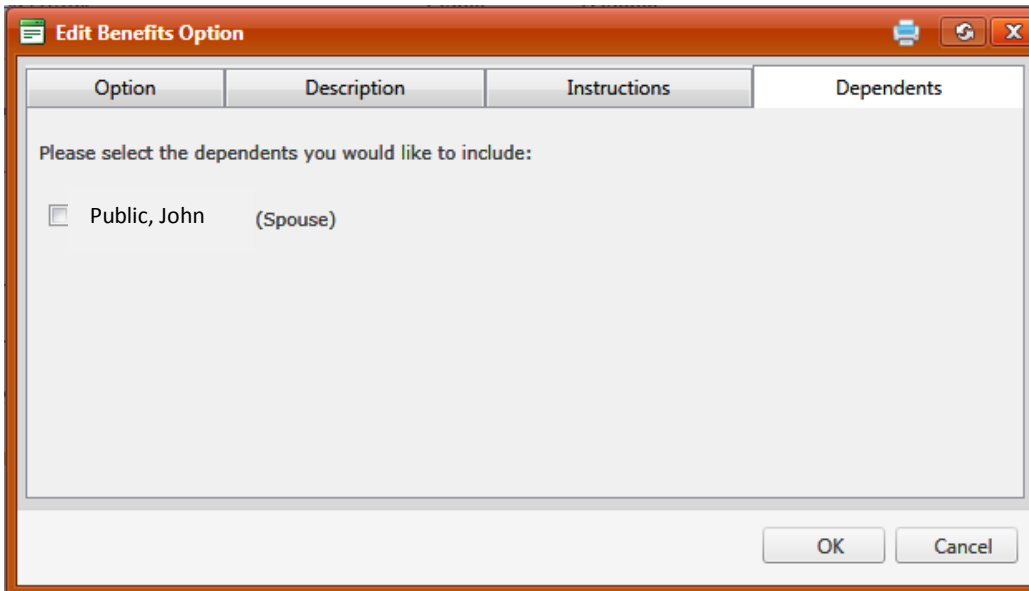 Edit Benefits Option
Option Description Instructions Dependents
Please select the dependents you would like to include:
Public, John (Spouse)
OK Cancel